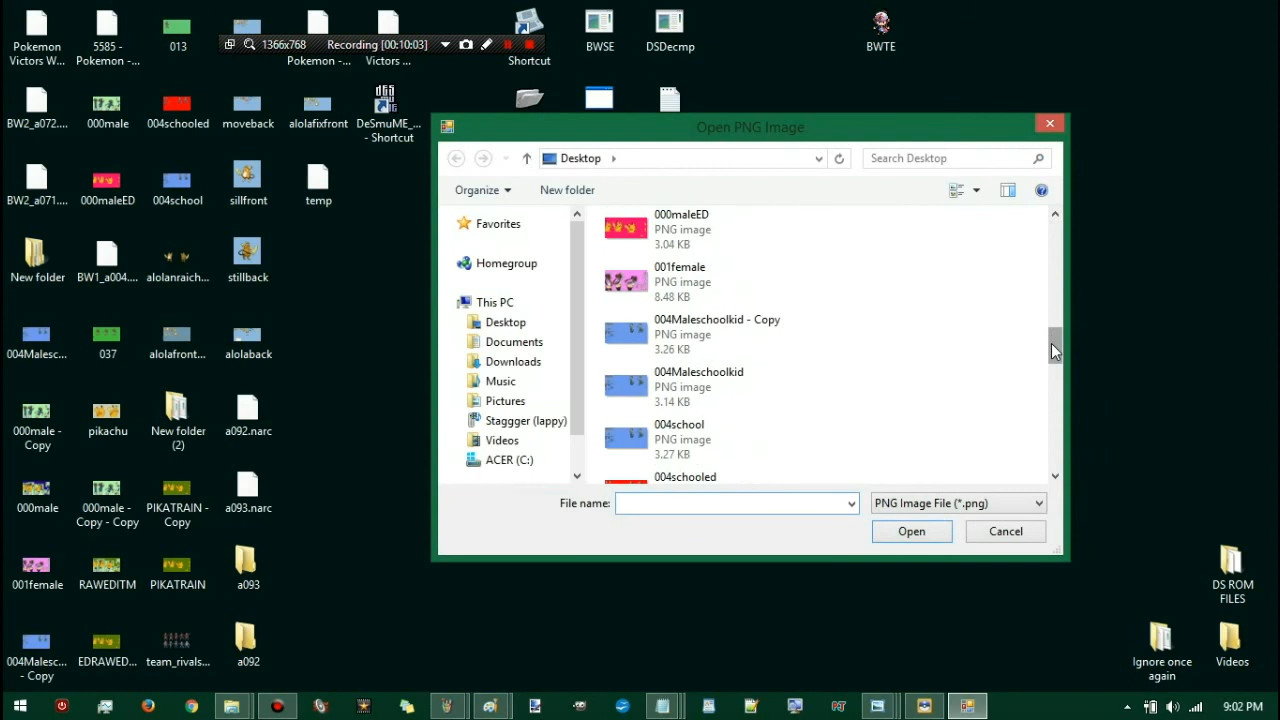 Pokemon
Victors W...
5585 -
Pokemon -...
013
1366x768
Recording [00:10:03]
Pokemon -...
Victors ...
Shortcut
BWSE
DSDecmp
BWTE
BW2_a072....
000male
004schooled
moveback
alolafixfront
DeSmuME_...
- Shortcut
BW2_a071....
000maleED
004school
sillfront
temp
New folder
BW1_a004....
alolanraich...
stillback
004Malesc...
037
alolafront...
alolaback
000male -
Copy
pikachu
New folder
(2)
a092.narc
000male
000male -
Copy - Copy
PIKATRAIN -
Copy
a093.narc
001female
RAWEDITM
PIKATRAIN
a093
004Malesc...
- Copy
EDRAWED...
team_rivals...
a092
Open PNG Image
Desktop
Search Desktop
Organize
New folder
Favorites
Homegroup
This PC
Desktop
Documents
Downloads
Music
Pictures
Staggger (lappy)
Videos
ACER (C:)
000maleED
PNG image
3.04 KB
001female
PNG image
8.48 KB
004Maleschoolkid - Copy
PNG image
3.26 KB
004Maleschoolkid
PNG image
3.14 KB
004school
PNG image
3.27 KB
004schooled
File name:
PNG Image File (*.png)
Open
Cancel
DS ROM
FILES
Ignore once
again
Videos
9:02 PM